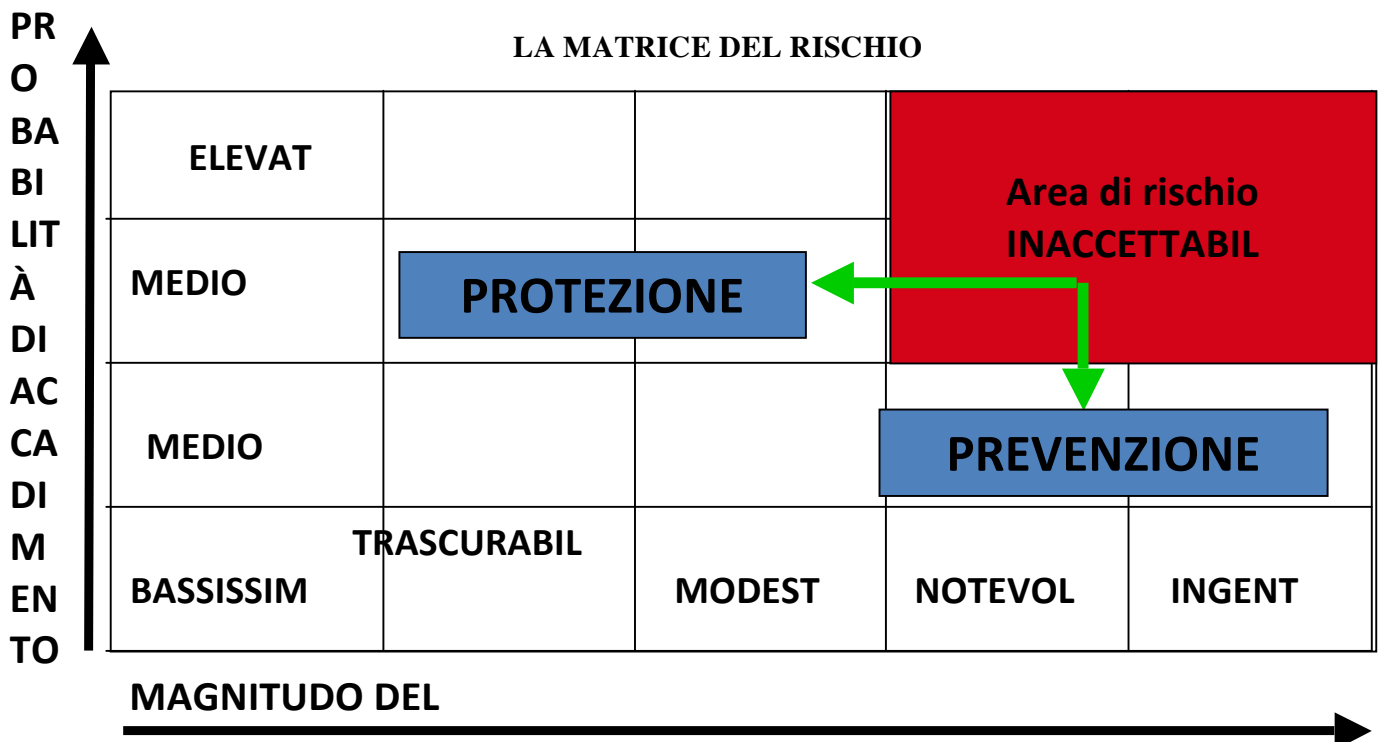 LA MATRICE DEL RISCHIO
PR
O
BA
BI
LIT
À
DI
AC
CA
DI
M
EN
TO
ELEVAT
Area di rischio
INACCETTABIL
MEDIO
PROTEZIONE
MEDIO
PREVENZIONE
TRASCURABIL
BASSISSIM
MODEST
NOTEVOL
INGENT
MAGNITUDO DEL